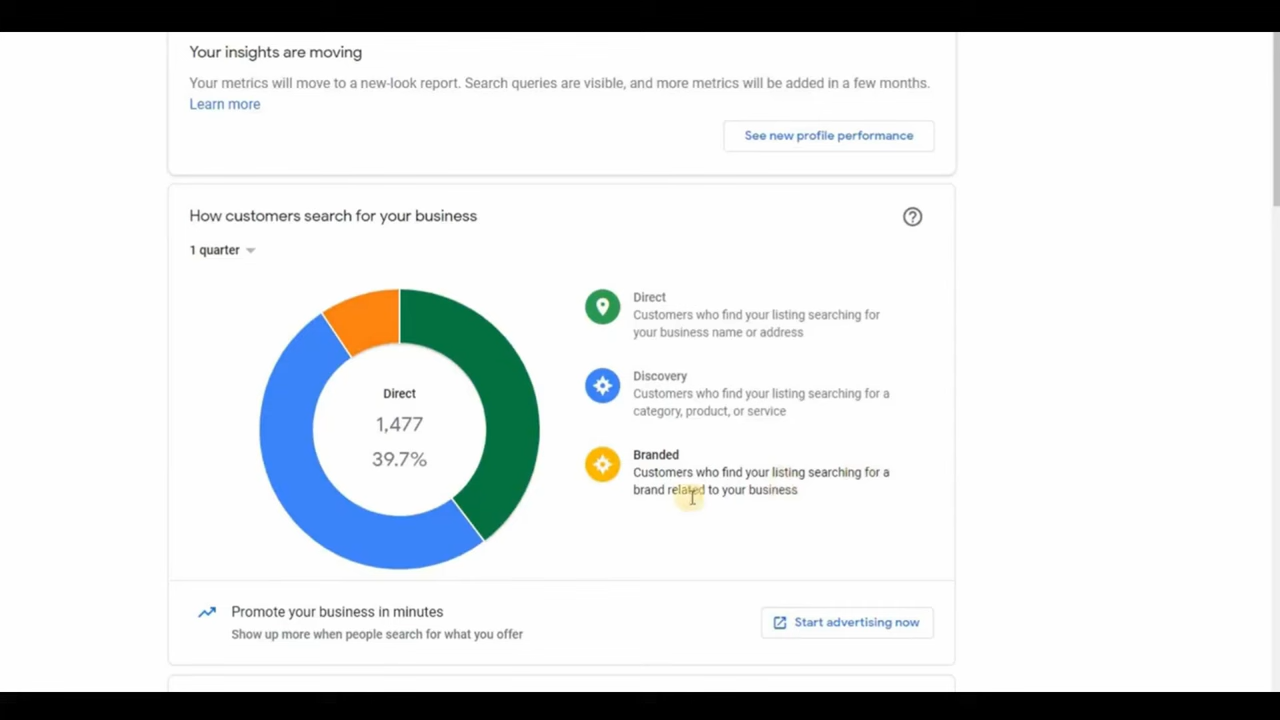 Your insights are moving
Your metrics will move to a new-look report. Search queries are visible, and more metrics will be added in a few months.
Learn more
See new profile performance
How customers search for your business
1 quarter
Direct
1,477
39.7%
Direct
Customers who find your listing searching for
your business name or address
Discovery
Customers who find your listing searching for a
category, product, or service
Branded
Customers who find your listing searching for a
brand related to your business
Promote your business in minutes
Show up more when people search for what you offer
Start advertising now